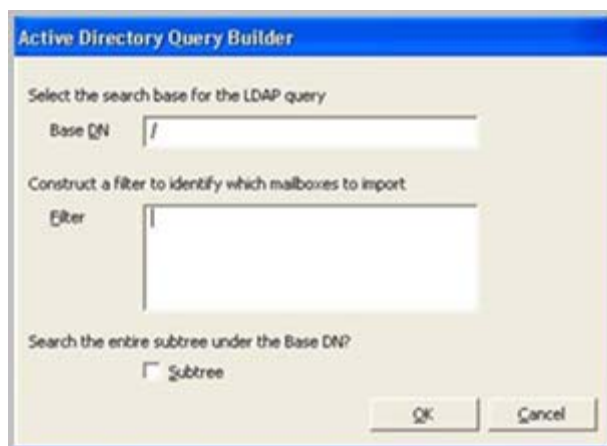 Active Directory Query Builder
Select the search base for the LDAP query
Base DN /
Construct a filter to identify which mailboxes to import
Filter
Search the entire subtree under the Base DN?
Subtree
OK Cancel